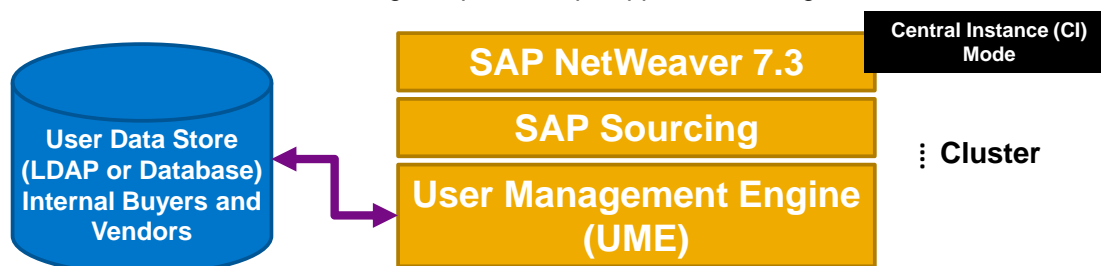 SAP NetWeaver 7.3
Central Instance (CI)
Mode
SAP Sourcing
User Data Store
(LDAP or Database)
Internal Buyers and
Vendors
⋮ Cluster
User Management Engine
(UME)